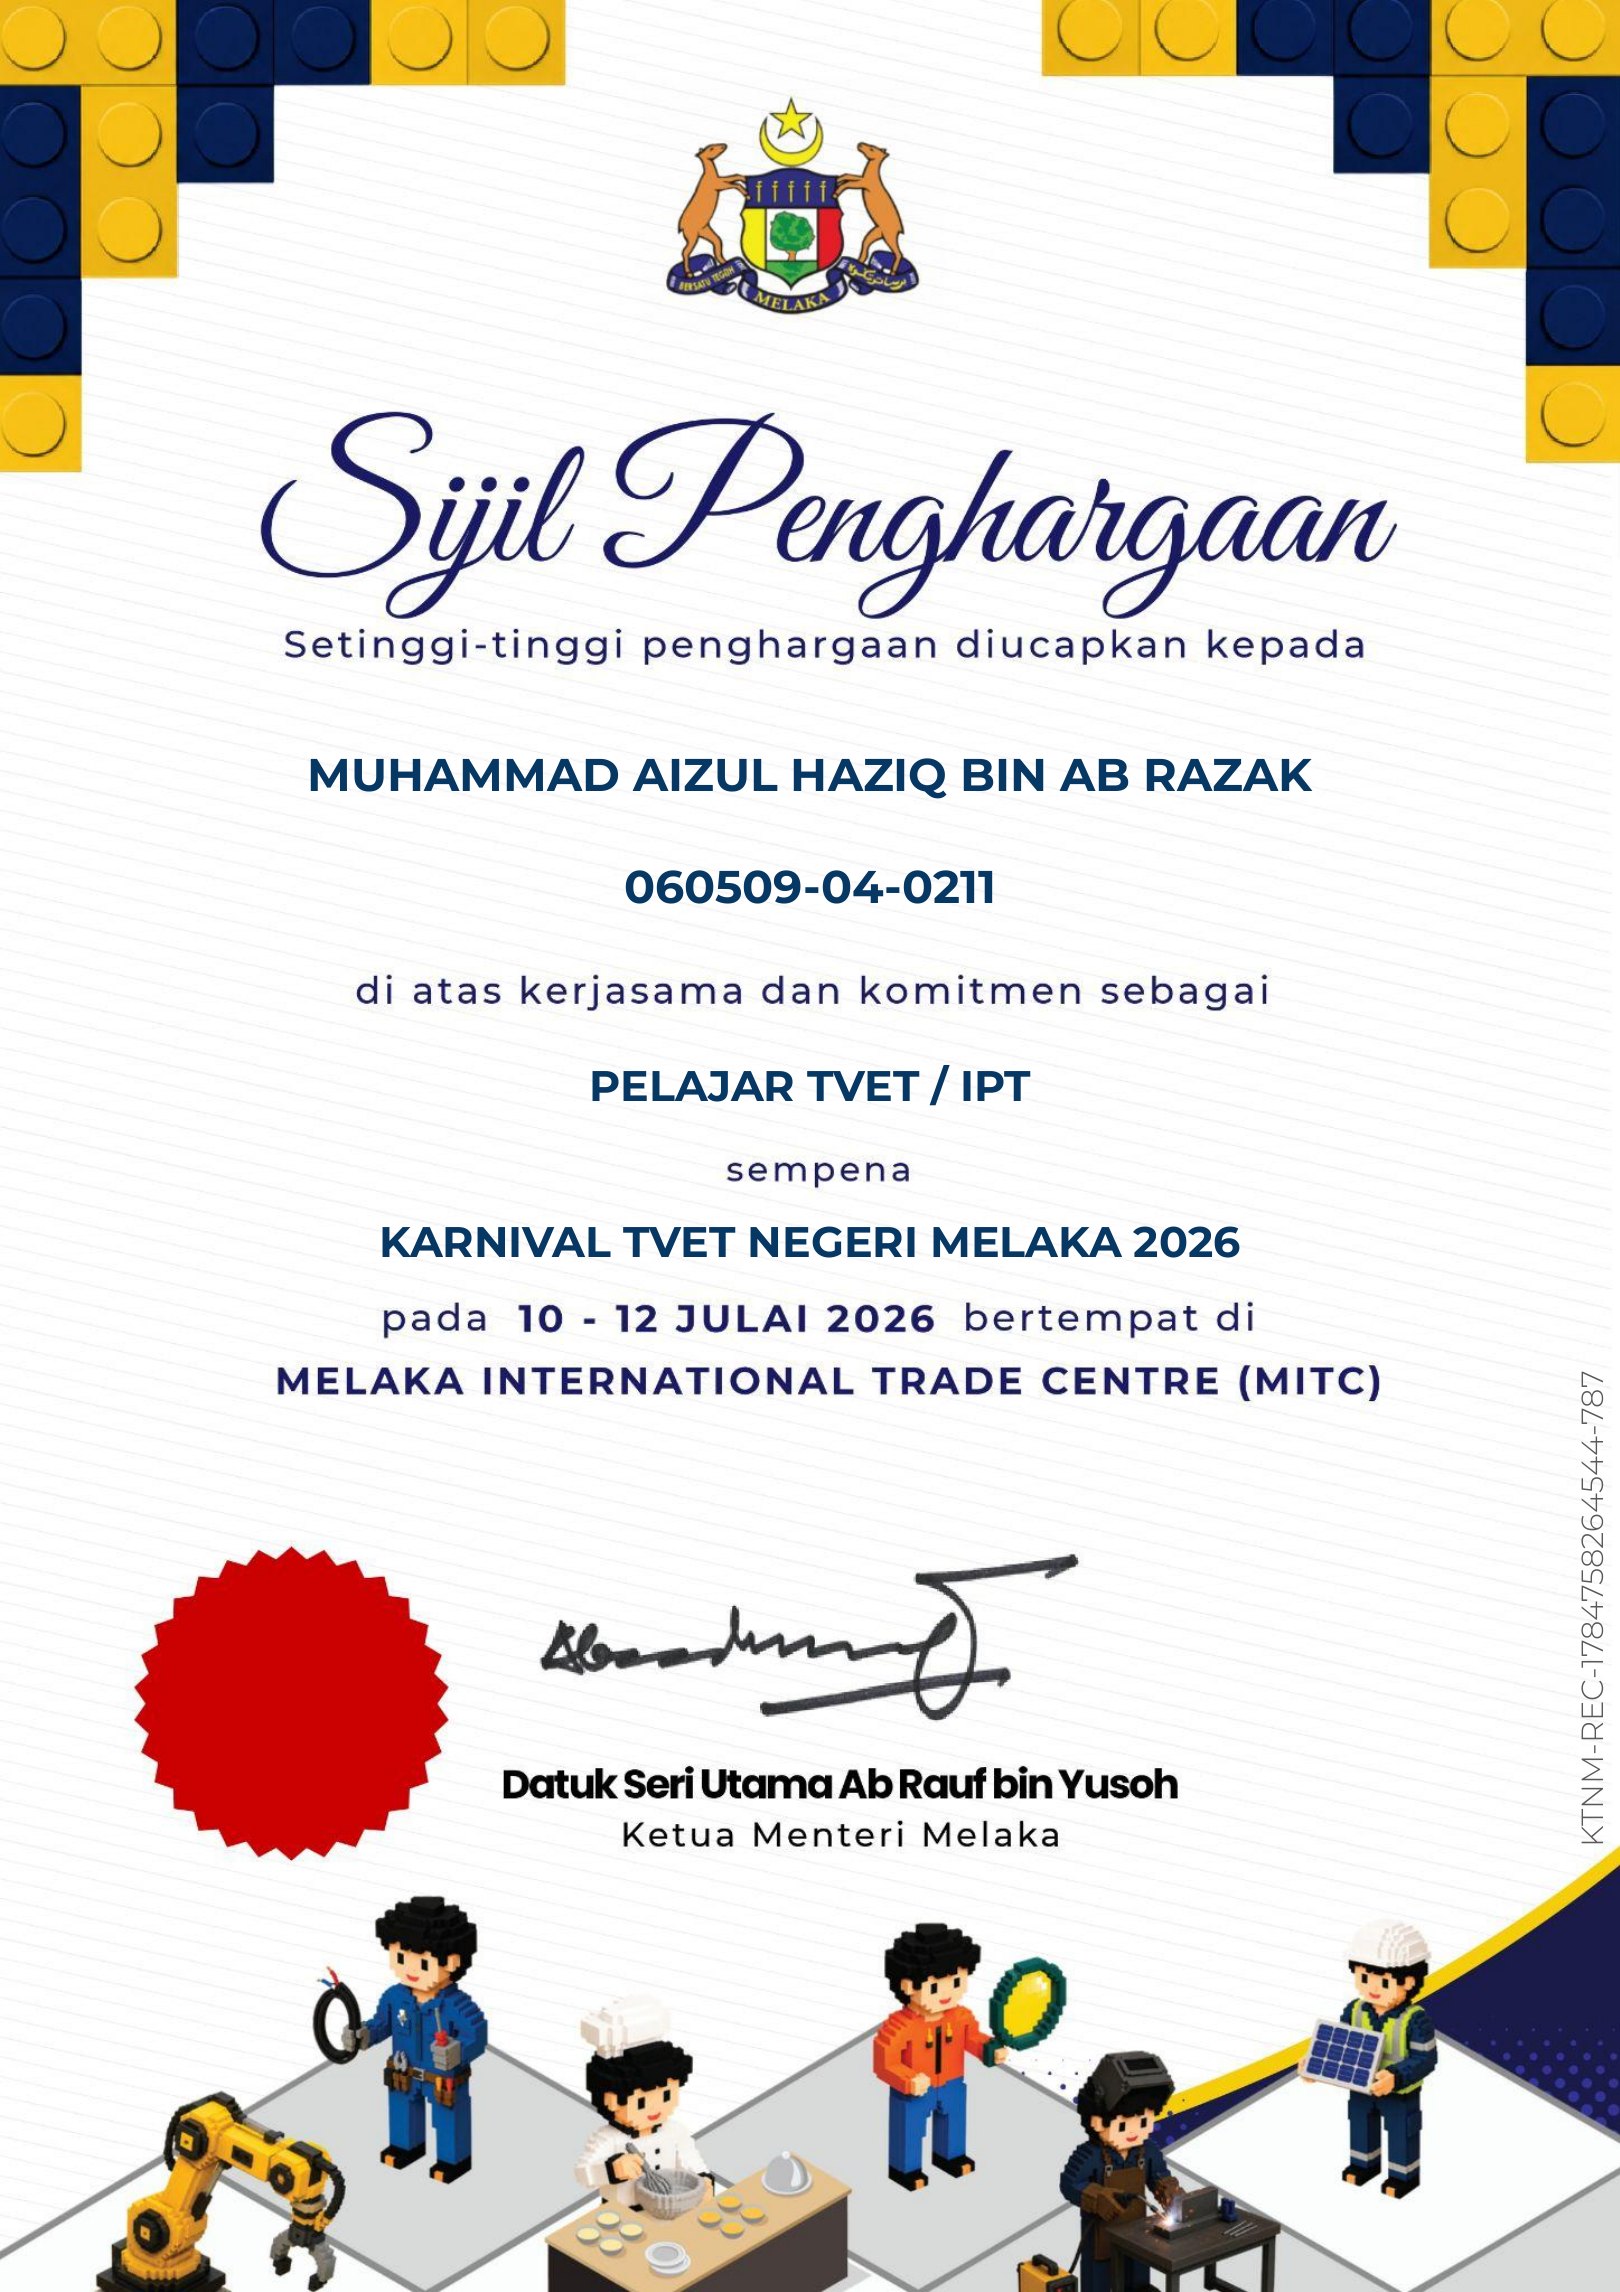 BERSATU TEGUH
MELAKA
Sijil Penghargaan
Setinggi-tinggi penghargaan diucapkan kepada
MUHAMMAD AIZUL HAZIQ BIN AB RAZAK
060509-04-0211
di atas kerjasama dan komitmen sebagai
PELAJAR TVET / IPT
sempena
KARNIVAL TVET NEGERI MELAKA 2026
pada 10 - 12 JULAI 2026 bertempat di
MELAKA INTERNATIONAL TRADE CENTRE (MITC)
Datuk Seri Utama Ab Rauf bin Yusoh
Ketua Menteri Melaka
KTNM-REC-1784758264544-787